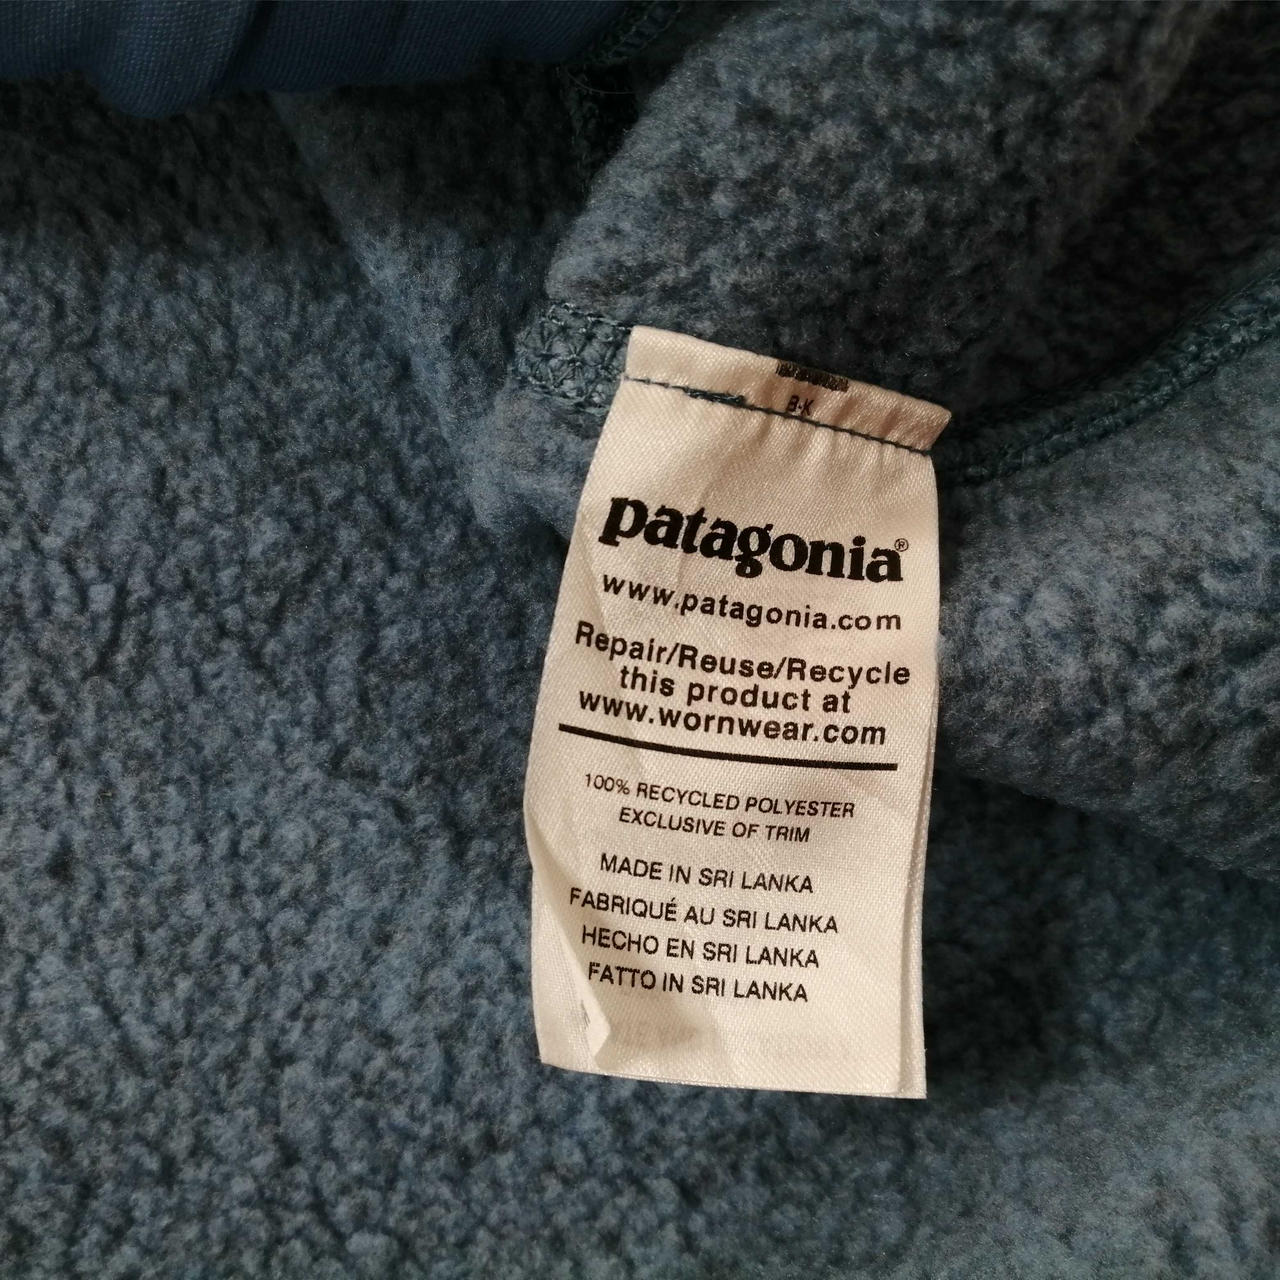 B-K
patagonia®
www.patagonia.com
Repair/Reuse/Recycle
this product at
www.wornwear.com
100% RECYCLED POLYESTER
EXCLUSIVE OF TRIM
MADE IN SRI LANKA
FABRIQUÉ AU SRI LANKA
HECHO EN SRI LANKA
FATTO IN SRI LANKA